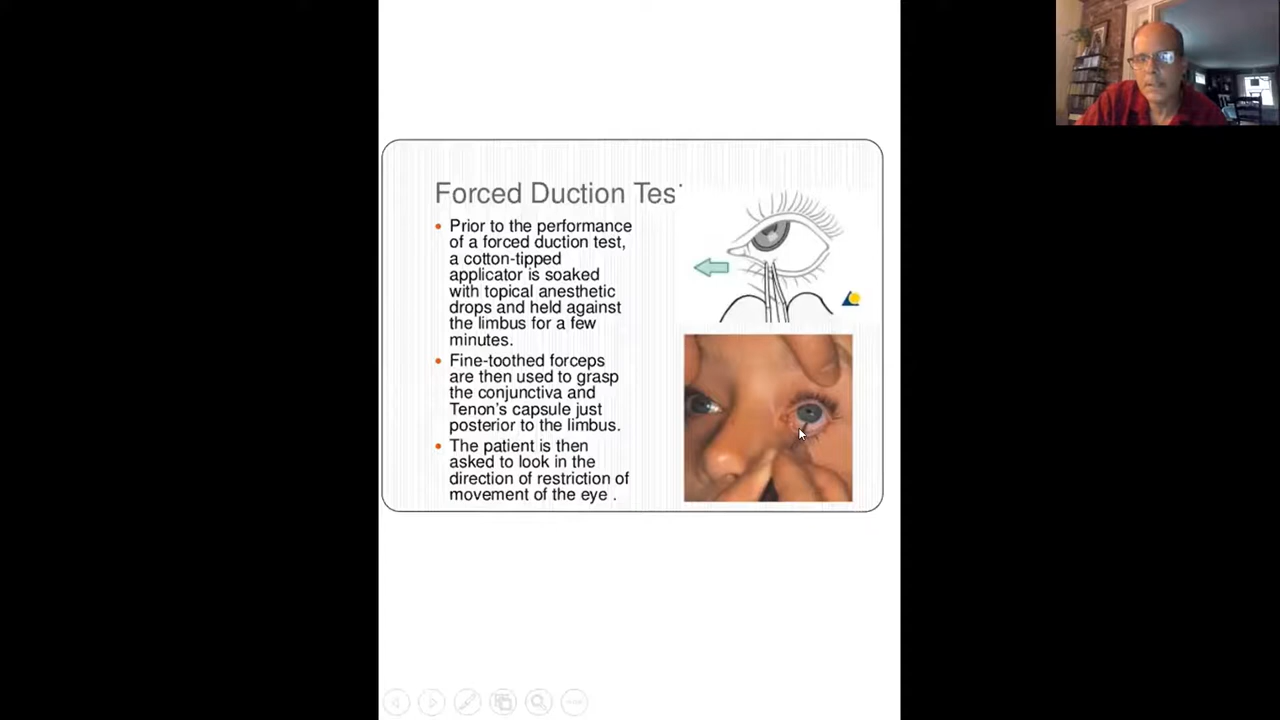 Forced Duction Tes
• Prior to the performance
of a forced duction test,
a cotton-tipped
applicator is soaked
with topical anesthetic
drops and held against
the limbus for a few
minutes.
• Fine-toothed forceps
are then used to grasp
the conjunctiva and
Tenon's capsule just
posterior to the limbus.
• The patient is then
asked to look in the
direction of restriction of
movement of the eye .